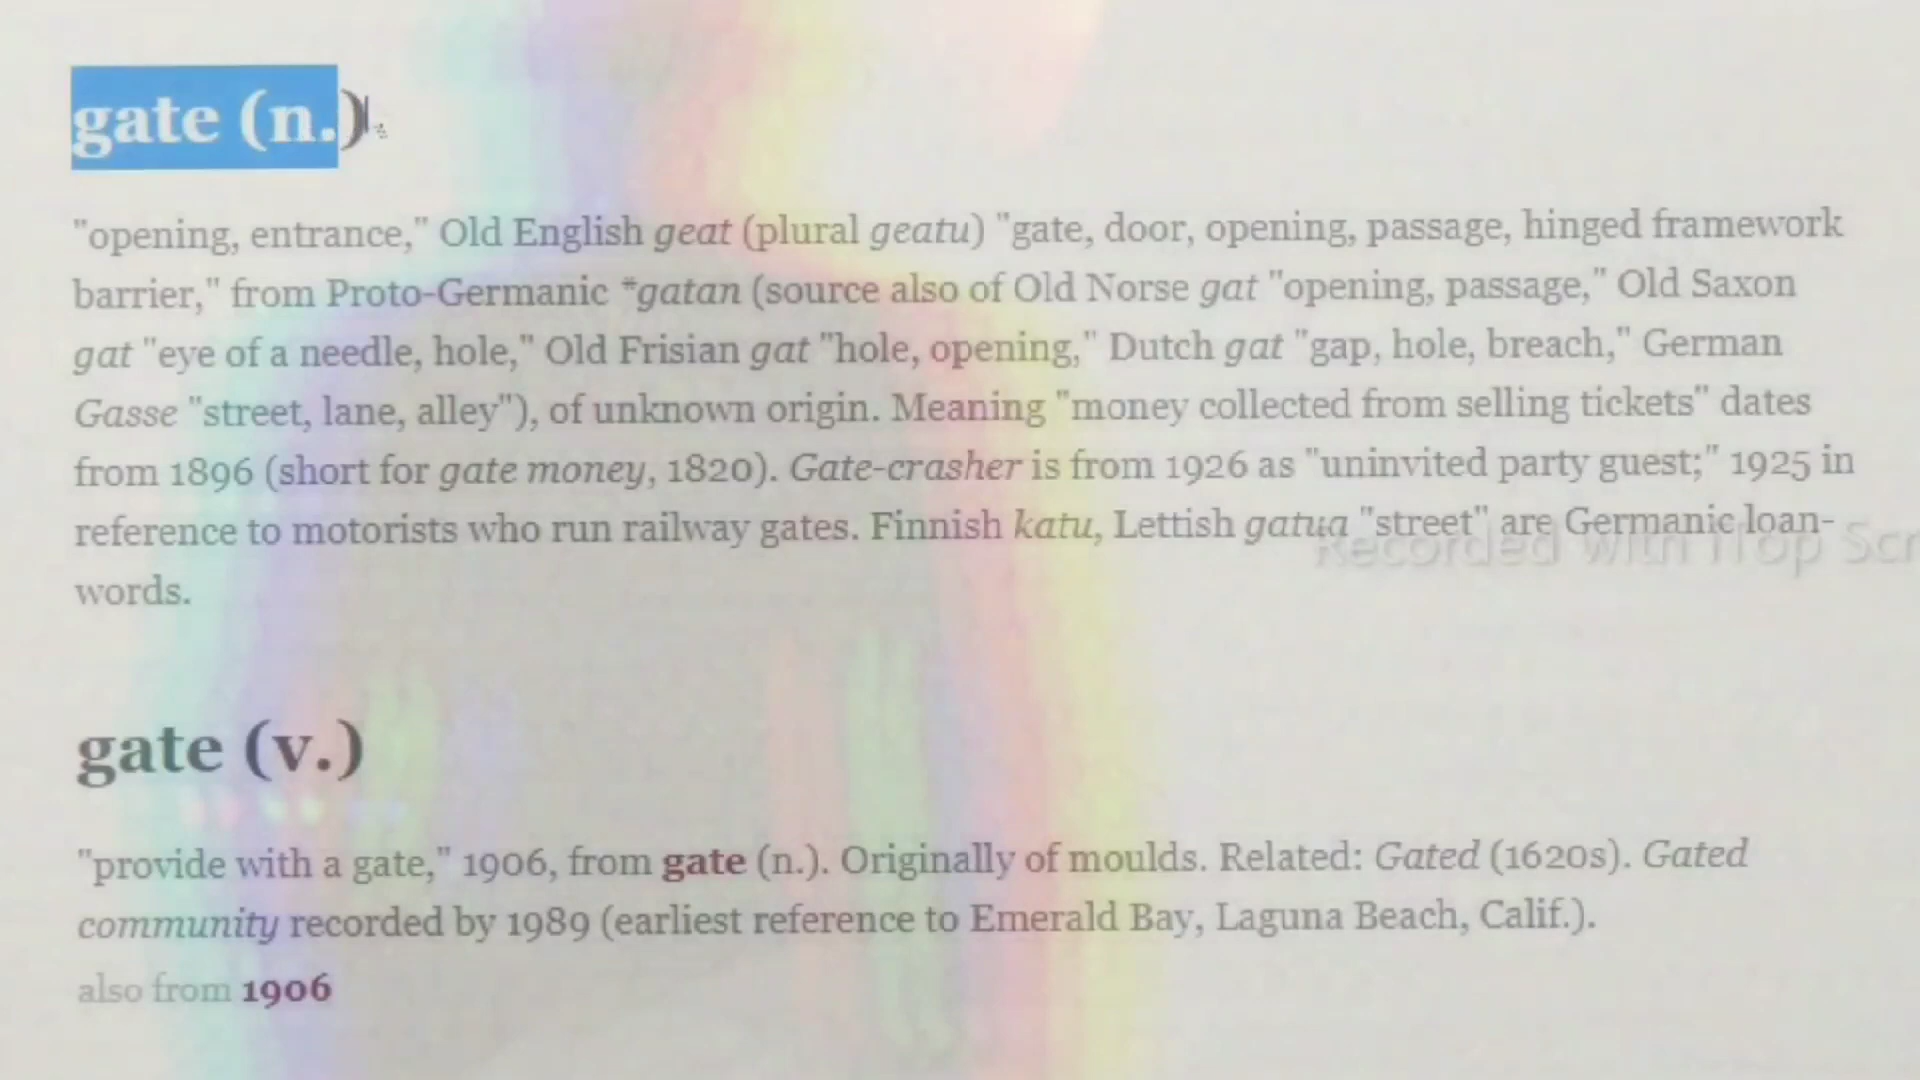 gate (n.)
"opening, entrance," Old English geat (plural geatu) "gate, door, opening, passage, hinged framework
barrier," from Proto-Germanic *gatan (source also of Old Norse gat "opening, passage," Old Saxon
gat "eye of a needle, hole," Old Frisian gat "hole, opening," Dutch gat "gap, hole, breach," German
Gasse "street, lane, alley"), of unknown origin. Meaning "money collected from selling tickets" dates
from 1896 (short for gate money, 1820). Gate-crasher is from 1926 as "uninvited party guest;" 1925 in
reference to motorists who run railway gates. Finnish katu, Lettish gatua "street" are Germanic loan-
Recorded with iTop Scr
words.
gate (v.)
"provide with a gate," 1906, from gate (n.). Originally of moulds. Related: Gated (1620s). Gated
community recorded by 1989 (earliest reference to Emerald Bay, Laguna Beach, Calif.).
also from 1906